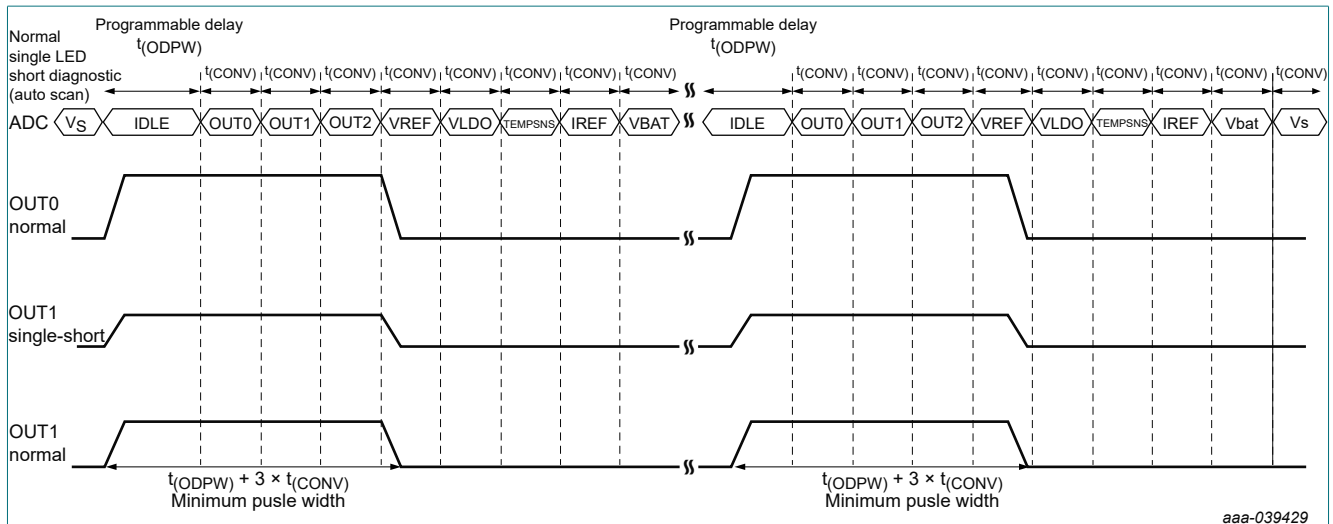 Normal
single LED
short diagnostic
(auto scan)
Programmable delay
t(ODPW)
t(CONV) t(CONV) t(CONV) t(CONV) t(CONV) t(CONV) t(CONV) t(CONV)
Programmable delay
t(ODPW)
t(CONV) t(CONV) t(CONV) t(CONV) t(CONV) t(CONV) t(CONV) t(CONV) t(CONV)
ADC VS IDLE OUT0 OUT1 OUT2 VREF VLDO TEMPSNS IREF VBAT IDLE OUT0 OUT1 OUT2 VREF VLDO TEMPSNS IREF Vbat Vs
OUT0
normal
OUT1
single-short
OUT1
normal
t(ODPW) + 3 × t(CONV)
Minimum pusle width
t(ODPW) + 3 × t(CONV)
Minimum pusle width
aaa-039429